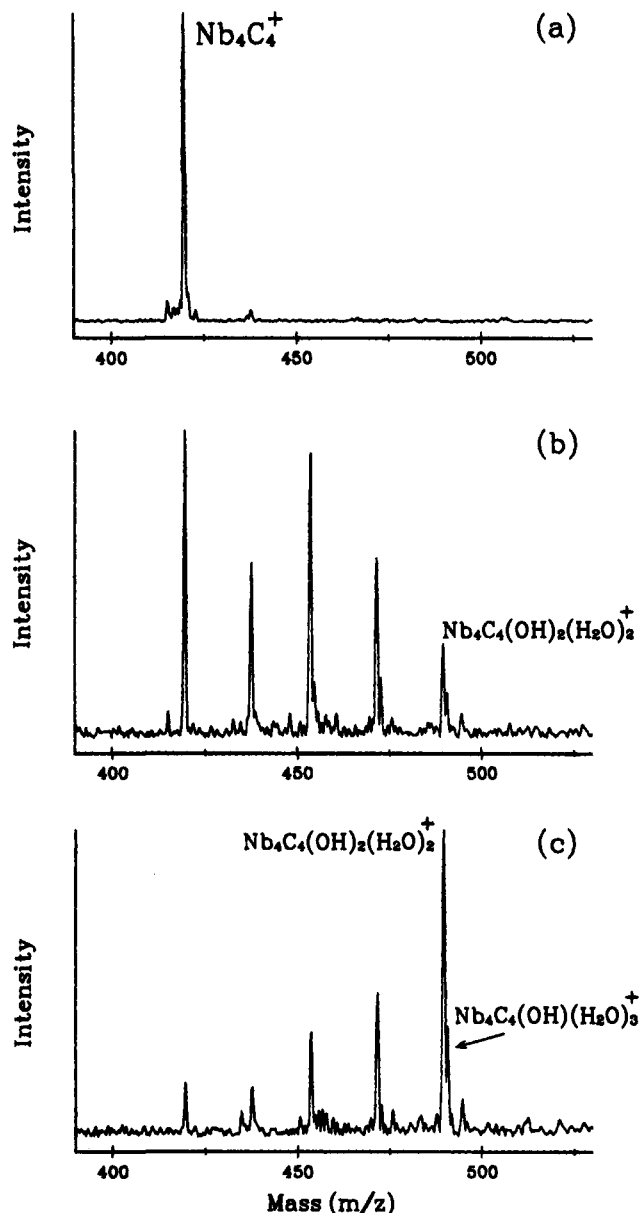 Nb₄C₄⁺
(a)
Intensity
400 450 500
(b)
Intensity
Nb₄C₄(OH)₂(H₂O)₂⁺
400 450 500
Nb₄C₄(OH)₂(H₂O)₂⁺
(c)
Intensity
Nb₄C₄(OH)(H₂O)₃⁺
400 450 500
Mass (m/z)